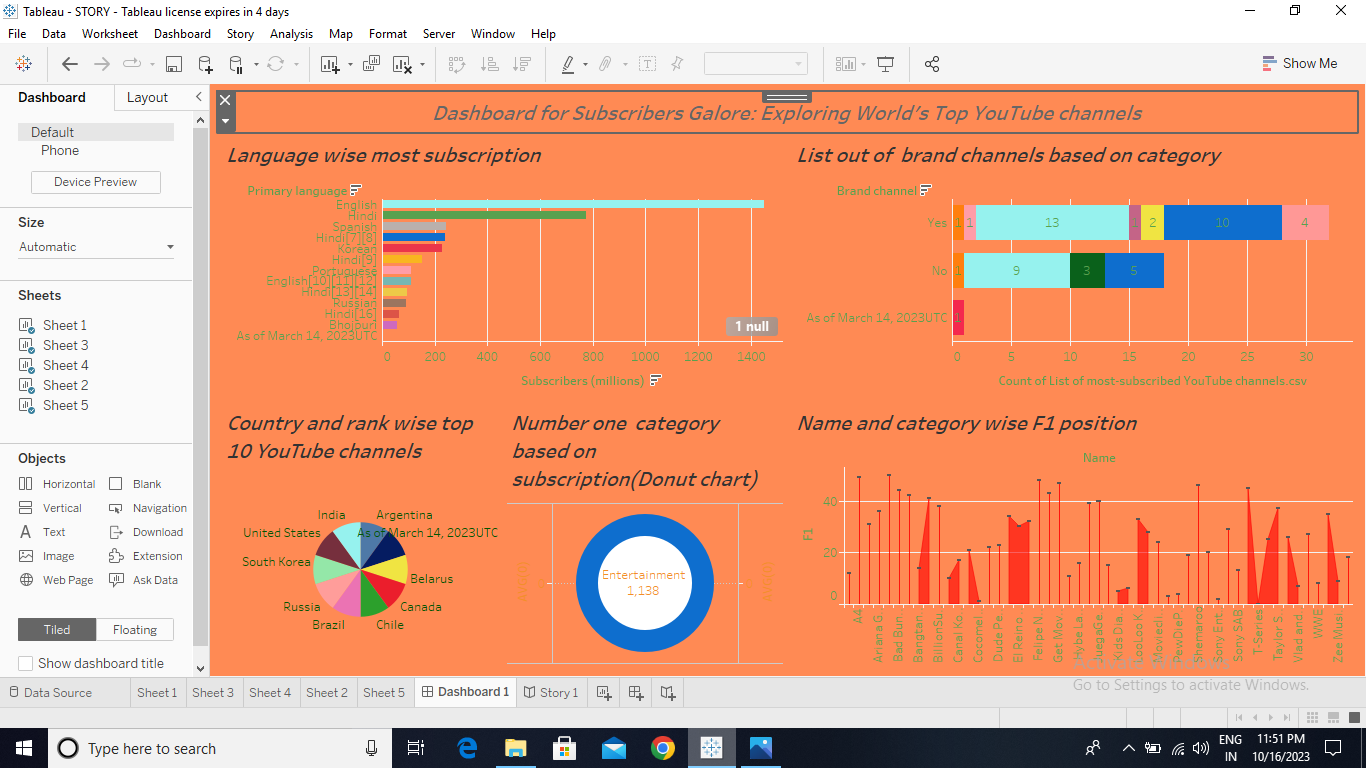 Tableau - STORY - Tableau license expires in 4 days
File Data Worksheet Dashboard Story Analysis Map Format Server Window Help
Show Me
Dashboard Layout
Default
Phone
Device Preview
Size
Automatic
Sheets
Sheet 1
Sheet 3
Sheet 4
Sheet 2
Sheet 5
Objects
Horizontal Blank
Vertical Navigation
Text Download
Image Extension
Web Page Ask Data
Tiled Floating
Show dashboard title
Dashboard for Subscribers Galore: Exploring World's Top YouTube channels
Language wise most subscription
Primary language
English
Hindi
Spanish
Hindi[7][8]
Korean
Hindi[9]
Portuguese
English[10][11][12]
Hindi[13][14]
Russian
Hindi[16]
Bhojpuri
As of March 14, 2023UTC
1 null
0 200 400 600 800 1000 1200 1400
Subscribers (millions)
List out of brand channels based on category
Brand channel
Yes 1 1 13 1 2 10 4
No 1 9 3 5
As of March 14, 2023UTC 1
0 5 10 15 20 25 30
Count of List of most-subscribed YouTube channels.csv
Country and rank wise top
10 YouTube channels
India Argentina
United States As of March 14, 2023UTC
South Korea Belarus
Russia Canada
Brazil Chile
Number one category
based on
subscription(Donut chart)
Entertainment
1,138
Name and category wise F1 position
Name
F1
40
20
0
A4
Ariana G.
Bad Bun
Bangtan.
BillionSu.
Canal Ko.
Cocomel.
Dude Pe.
El Reino
Felipe N.
Get Mov.
Hybe La
JuegaGe.
Kids Dia
LooLoo K.
Moviecli.
PewDieP
Shemaroo
Sony Ent
Sony SAB
T-Series
Taylor S
Vlad and
WWE
Zee Musi.
Activate Windows
Go to Settings to activate Windows.
Data Source Sheet 1 Sheet 3 Sheet 4 Sheet 2 Sheet 5 Dashboard 1 Story 1
Type here to search
ENG 11:51 PM
IN 10/16/2023